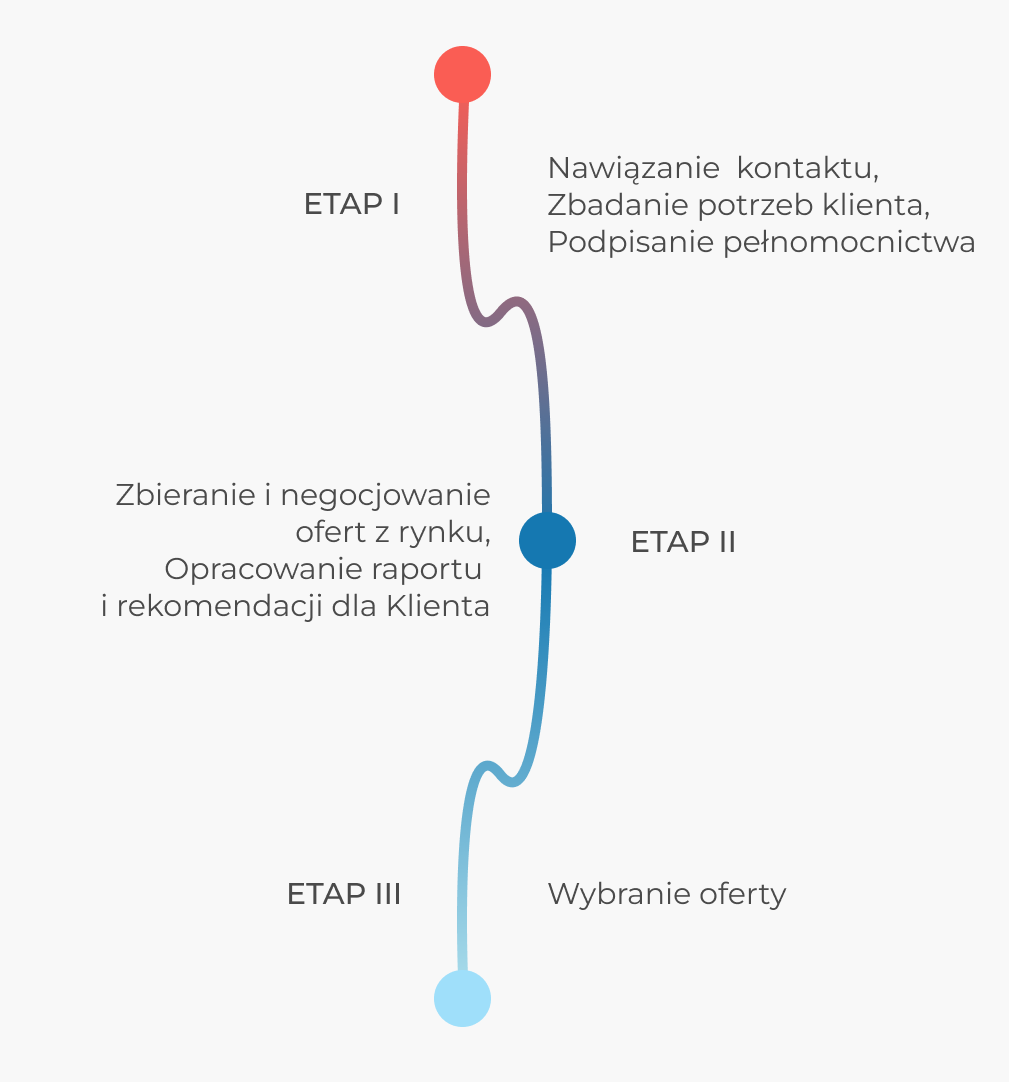 ETAP I
Nawiązanie kontaktu,
Zbadanie potrzeb klienta,
Podpisanie pełnomocnictwa
Zbieranie i negocjowanie
ofert z rynku,
Opracowanie raportu
i rekomendacji dla Klienta
ETAP II
ETAP III
Wybranie oferty